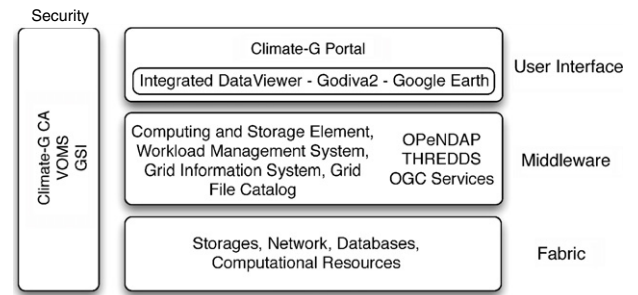 Security
Climate-G CA
VOMS
GSI
Climate-G Portal
Integrated DataViewer - Godiva2 - Google Earth
User Interface
Computing and Storage Element,
Workload Management System,
Grid Information System, Grid
File Catalog
OPeNDAP
THREDDS
OGC Services
Middleware
Storages, Network, Databases,
Computational Resources
Fabric